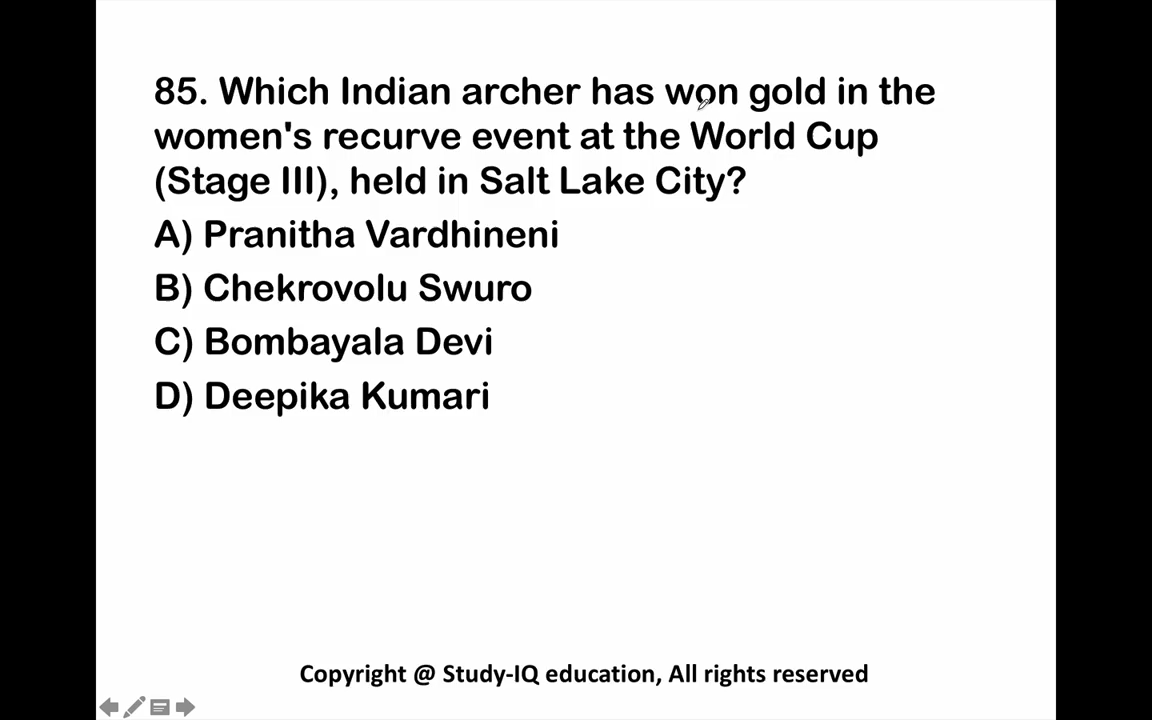 85. Which Indian archer has won gold in the
women's recurve event at the World Cup
(Stage III), held in Salt Lake City?
A) Pranitha Vardhineni
B) Chekrovolu Swuro
C) Bombayala Devi
D) Deepika Kumari
Copyright @ Study-IQ education, All rights reserved